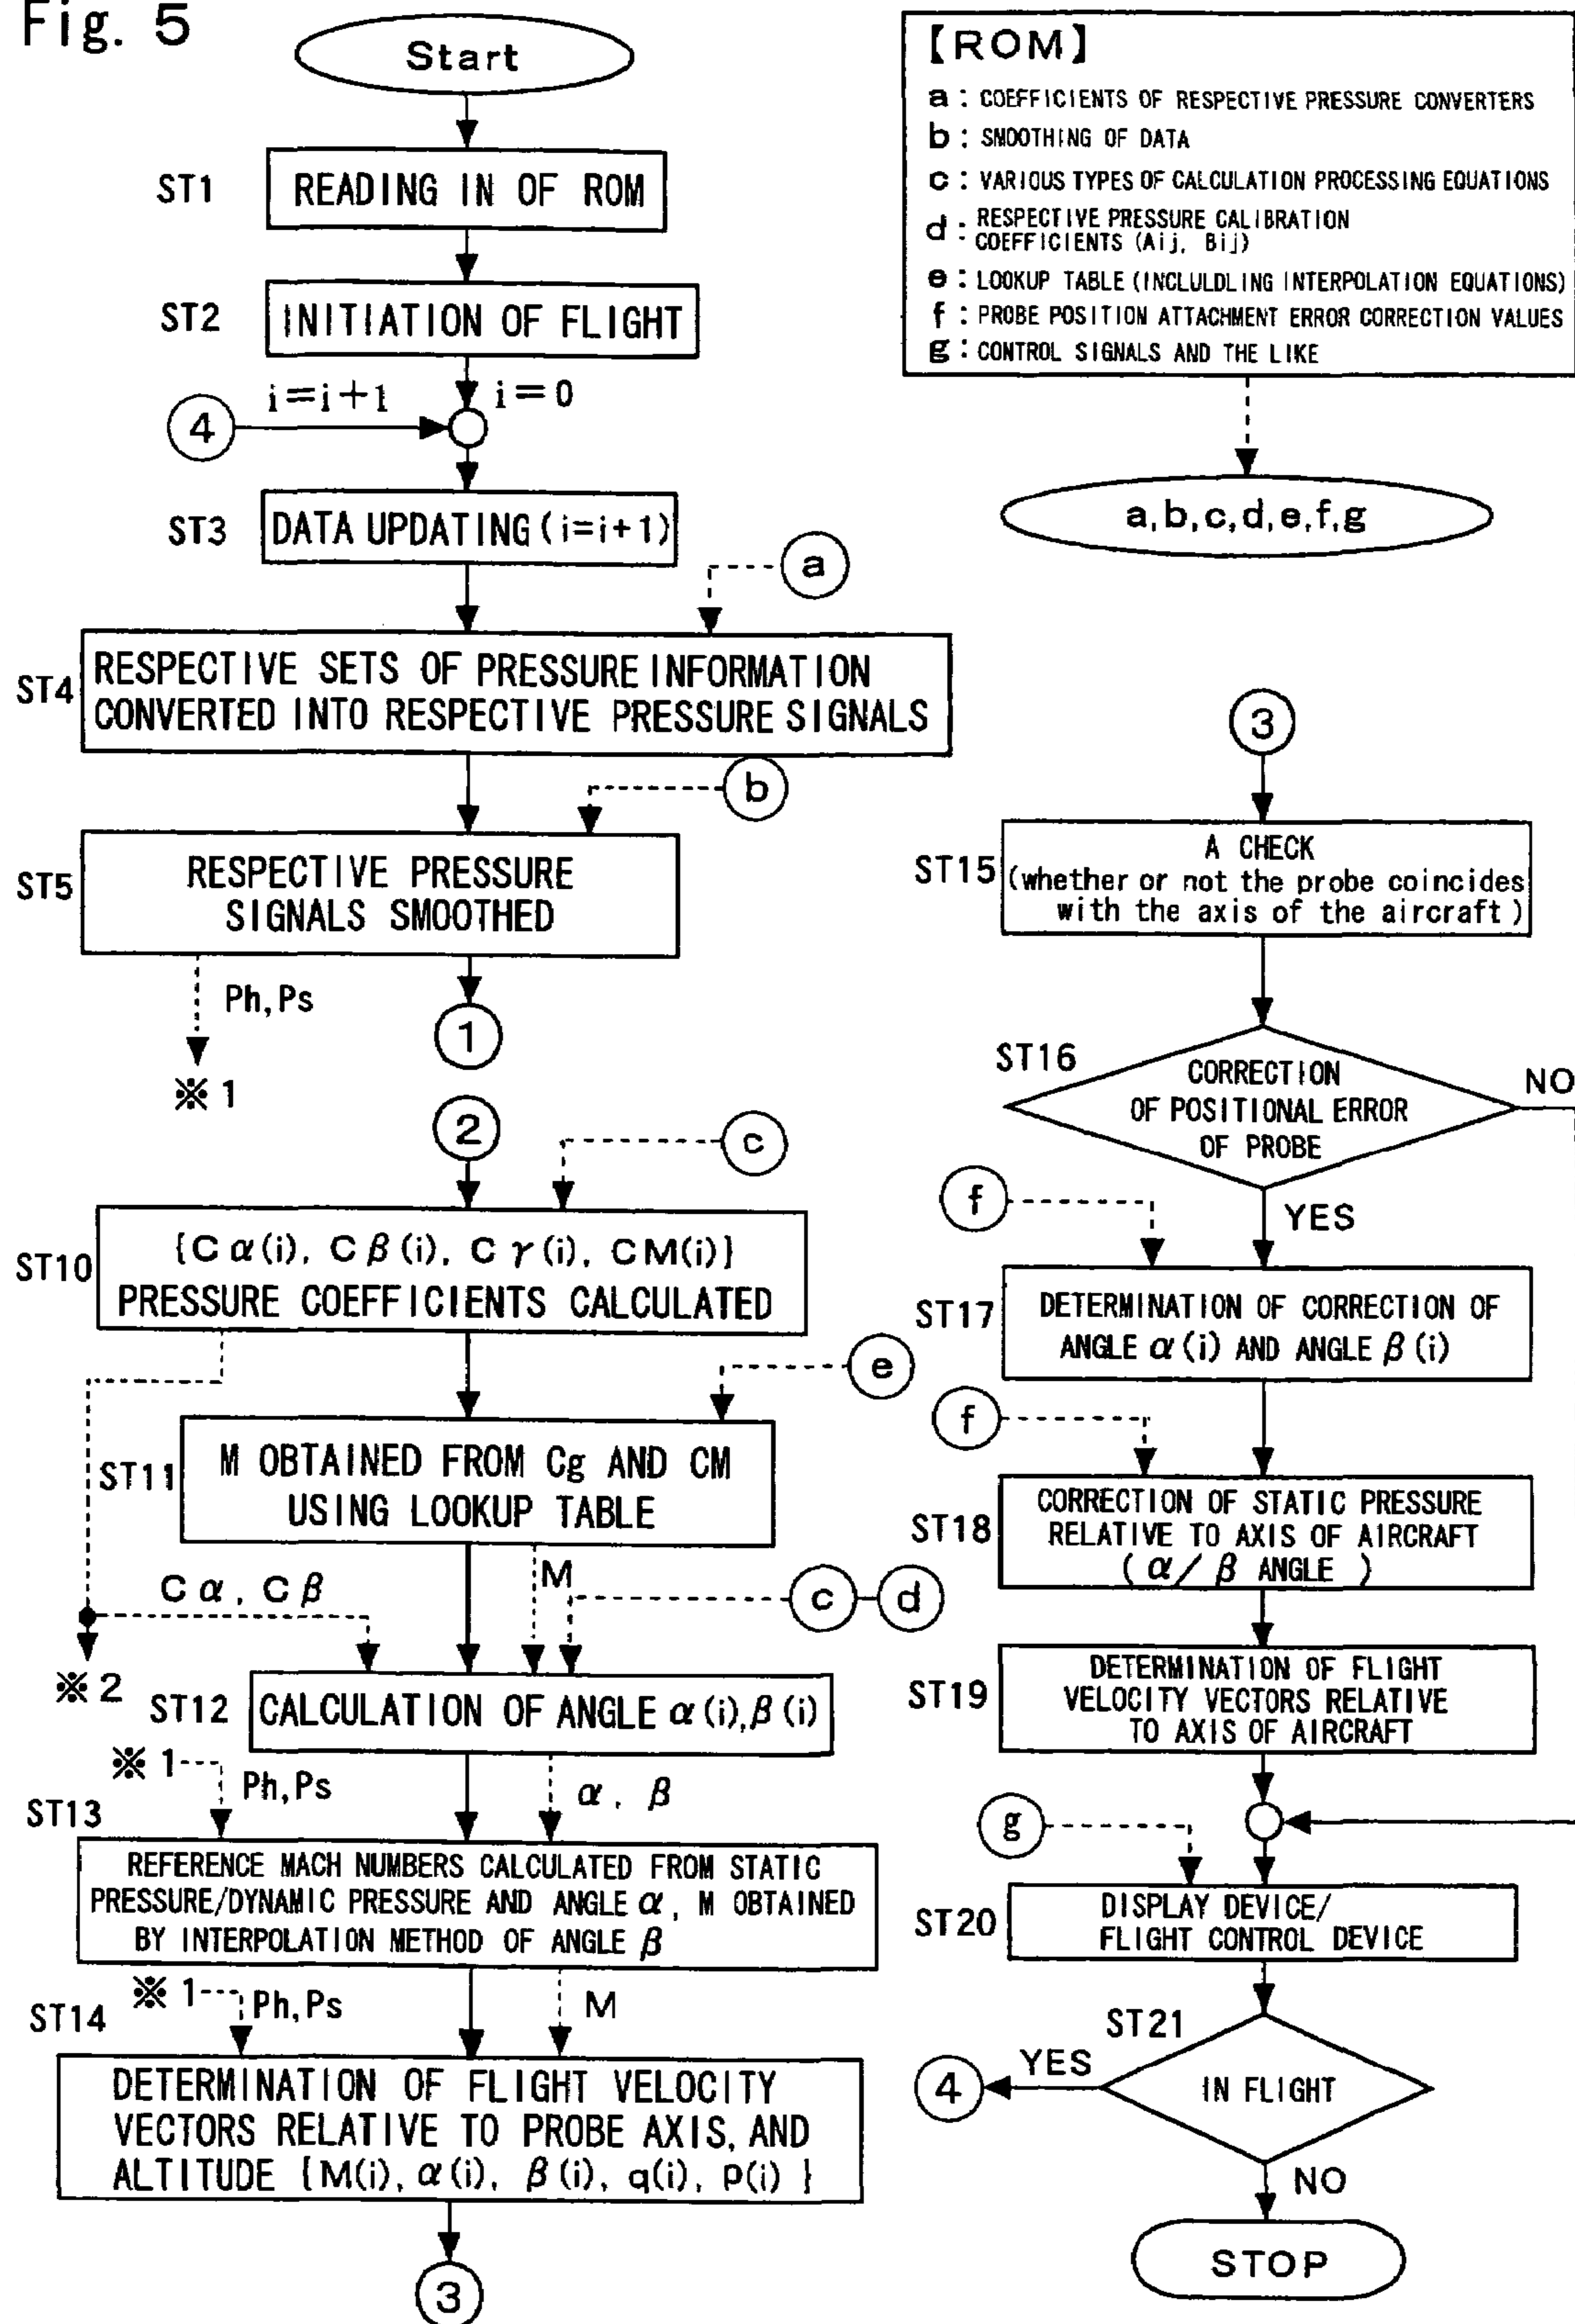 Fig. 5
Start
ST1
READING IN OF ROM
ST2
INITIATION OF FLIGHT
i=i+1
i=0
4
ST3
DATA UPDATING (i=i+1)
a
ST4
RESPECTIVE SETS OF PRESSURE INFORMATION
CONVERTED INTO RESPECTIVE PRESSURE SIGNALS
b
ST5
RESPECTIVE PRESSURE
SIGNALS SMOOTHED
Ph,Ps
※1
1
2
c
ST10
{Cα(i), Cβ(i), Cγ(i), CM(i)}
PRESSURE COEFFICIENTS CALCULATED
e
ST11
M OBTAINED FROM Cg AND CM
USING LOOKUP TABLE
Cα, Cβ
M
c
d
※2
ST12
CALCULATION OF ANGLE α(i),β(i)
※1
Ph,Ps
α, β
ST13
REFERENCE MACH NUMBERS CALCULATED FROM STATIC
PRESSURE/DYNAMIC PRESSURE AND ANGLE α, M OBTAINED
BY INTERPOLATION METHOD OF ANGLE β
※1
Ph,Ps
M
ST14
DETERMINATION OF FLIGHT VELOCITY
VECTORS RELATIVE TO PROBE AXIS, AND
ALTITUDE {M(i), α(i), β(i), q(i), p(i)}
3
【ROM】
a : COEFFICIENTS OF RESPECTIVE PRESSURE CONVERTERS
b : SMOOTHING OF DATA
c : VARIOUS TYPES OF CALCULATION PROCESSING EQUATIONS
d : RESPECTIVE PRESSURE CALIBRATION
COEFFICIENTS (Aij, Bij)
e : LOOKUP TABLE (INCLULDLING INTERPOLATION EQUATIONS)
f : PROBE POSITION ATTACHMENT ERROR CORRECTION VALUES
g : CONTROL SIGNALS AND THE LIKE
a,b,c,d,e,f,g
3
ST15
A CHECK
(whether or not the probe coincides
with the axis of the aircraft)
ST16
CORRECTION
OF POSITIONAL ERROR
OF PROBE
NO
YES
f
ST17
DETERMINATION OF CORRECTION OF
ANGLE α(i) AND ANGLE β(i)
f
ST18
CORRECTION OF STATIC PRESSURE
RELATIVE TO AXIS OF AIRCRAFT
( α/β ANGLE )
ST19
DETERMINATION OF FLIGHT
VELOCITY VECTORS RELATIVE
TO AXIS OF AIRCRAFT
g
ST20
DISPLAY DEVICE/
FLIGHT CONTROL DEVICE
ST21
IN FLIGHT
YES
4
NO
STOP